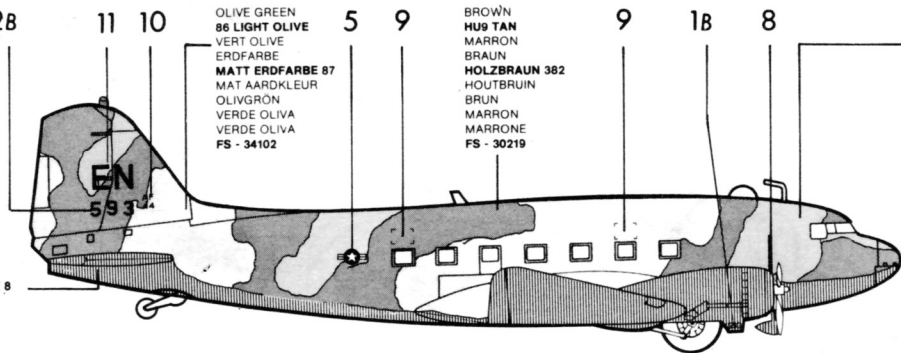 2B 11 10 5 9 9 1B 8
OLIVE GREEN
86 LIGHT OLIVE
VERT OLIVE
ERDFARBE
MATT ERDFARBE 87
MAT AARDKLEUR
OLIVGRÖN
VERDE OLIVA
VERDE OLIVA
FS - 34102
BROWN
HU9 TAN
MARRON
BRAUN
HOLZBRAUN 382
HOUTBRUIN
BRUN
MARRON
MARRONE
FS - 30219
EN
593
8